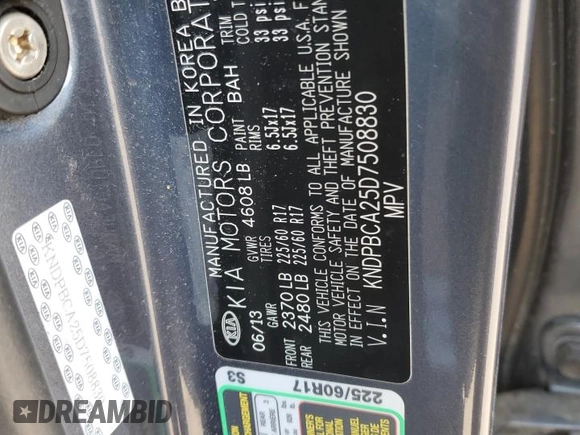 MANUFACTURED IN KOREA B
KIA KIA MOTORS CORPORAT
06/13 GVWR 4608 LB PAINT BAH TRIM
GAWR TIRES RIMS COLD T
FRONT 2370 LB 225/60 R17 6.5Jx17 33 psi
2480 LB 225/60 R17 6.5Jx17 33 psi
THIS VEHICLE CONFORMS TO ALL APPLICABLE U.S.A. F
MOTOR VEHICLE SAFETY AND THEFT PREVENTION STAN
IN EFFECT ON THE DATE OF MANUFACTURE SHOWN
V.I.N KNDPBCA25D7508830
MPV
S3
225/60R17
REAR
KNDPBCA25D75088
DREAMBID